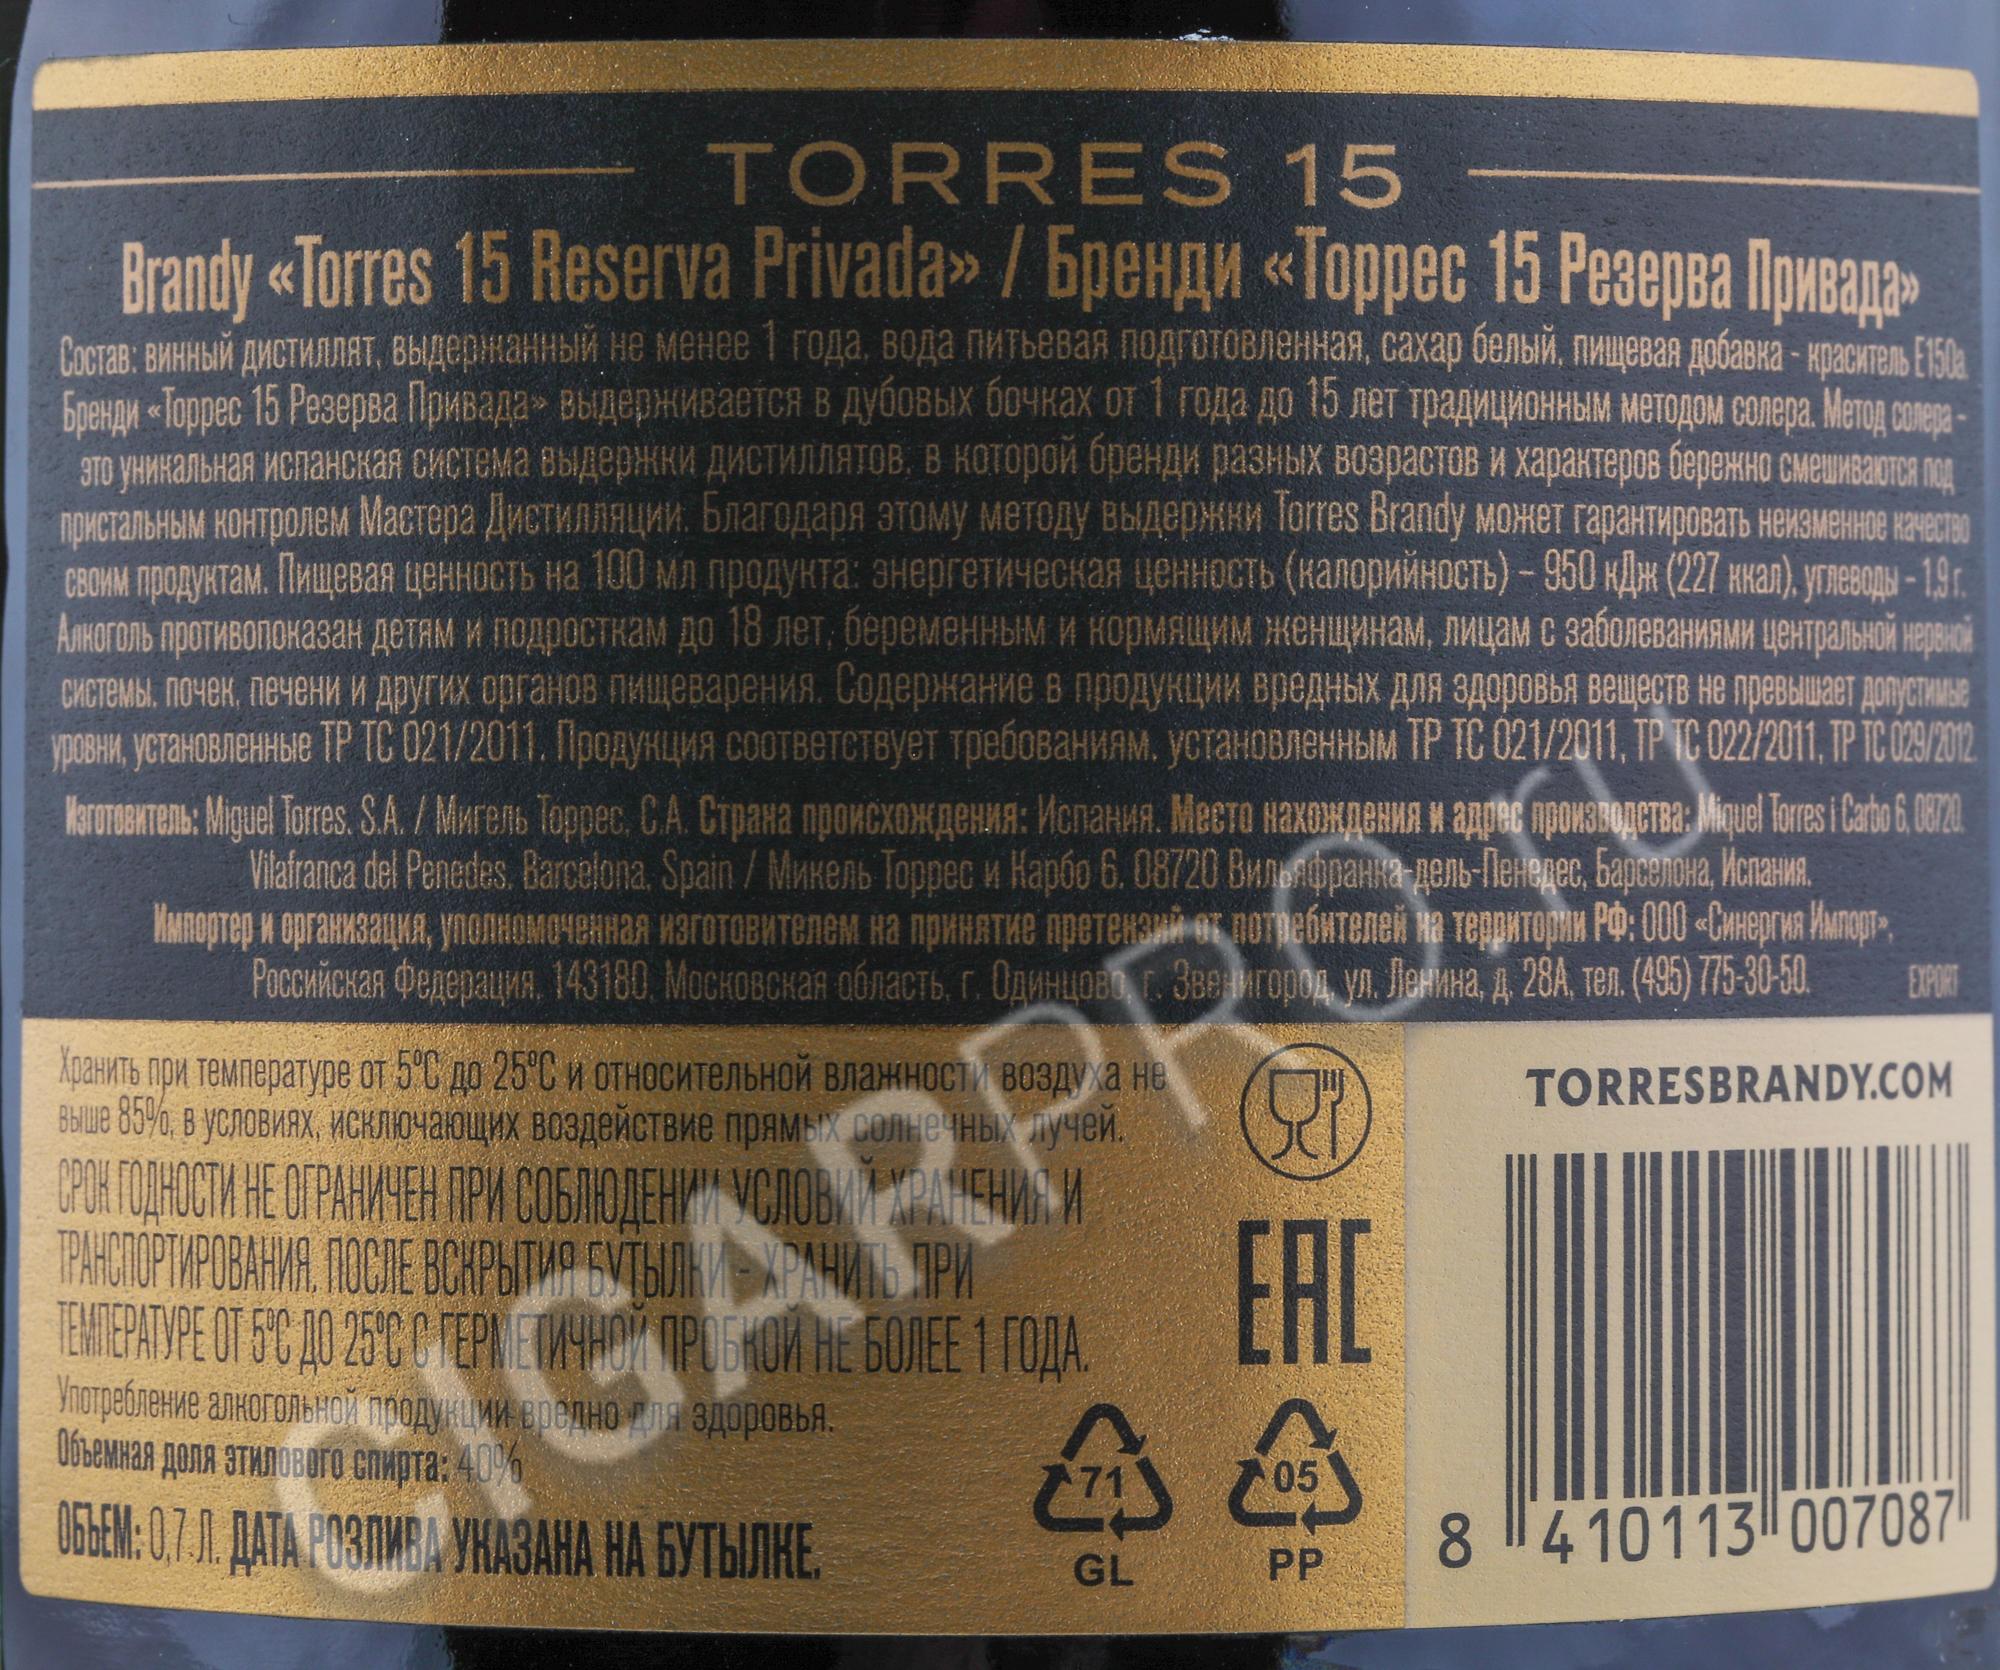 TORRES 15
Brandy «Torres 15 Reserva Privada» / Бренди «Торрес 15 Резерва Привада»
Состав: винный дистиллят, выдержанный не менее 1 года, вода питьевая подготовленная, сахар белый, пищевая добавка - краситель Е150а.
Бренди «Торрес 15 Резерва Привада» выдерживается в дубовых бочках от 1 года до 15 лет традиционным методом солера. Метод солера -
это уникальная испанская система выдержки дистиллятов, в которой бренди разных возрастов и характеров бережно смешиваются под
пристальным контролем Мастера Дистилляции. Благодаря этому методу выдержки Torres Brandy может гарантировать неизменное качество
своим продуктам. Пищевая ценность на 100 мл продукта: энергетическая ценность (калорийность) – 950 кДж (227 ккал), углеводы – 1,9 г.
Алкоголь противопоказан детям и подросткам до 18 лет, беременным и кормящим женщинам, лицам с заболеваниями центральной нервной
системы, почек, печени и других органов пищеварения. Содержание в продукции вредных для здоровья веществ не превышает допустимые
уровни, установленные ТР ТС 021/2011. Продукция соответствует требованиям, установленным ТР ТС 021/2011, ТР ТС 022/2011, ТР ТС 029/2012.
Изготовитель: Miguel Torres, S.A. / Мигель Торрес, С.А. Страна происхождения: Испания. Место нахождения и адрес производства: Miquel Torres i Carbo 6, 08720,
Vilafranca del Penedes, Barcelona, Spain / Микель Торрес и Карбо 6, 08720 Вильяфранка-дель-Пенедес, Барселона, Испания.
Импортер и организация, уполномоченная изготовителем на принятие претензий от потребителей на территории РФ: ООО «Синергия Импорт»,
Российская Федерация, 143180, Московская область, г. Одинцово, г. Звенигород, ул. Ленина, д. 28А, тел. (495) 775-30-50.
EXPORT
Хранить при температуре от 5°С до 25°С и относительной влажности воздуха не
выше 85%, в условиях, исключающих воздействие прямых солнечных лучей.
СРОК ГОДНОСТИ НЕ ОГРАНИЧЕН ПРИ СОБЛЮДЕНИИ УСЛОВИЙ ХРАНЕНИЯ И
ТРАНСПОРТИРОВАНИЯ. ПОСЛЕ ВСКРЫТИЯ БУТЫЛКИ - ХРАНИТЬ ПРИ
ТЕМПЕРАТУРЕ ОТ 5°С ДО 25°С С ГЕРМЕТИЧНОЙ ПРОБКОЙ НЕ БОЛЕЕ 1 ГОДА.
Употребление алкогольной продукции вредно для здоровья.
Объемная доля этилового спирта: 40%
ОБЪЕМ: 0,7 Л. ДАТА РОЗЛИВА УКАЗАНА НА БУТЫЛКЕ.
EAC
71
GL
05
PP
TORRESBRANDY.COM
8 410113 007087
CIGARPRO.ru